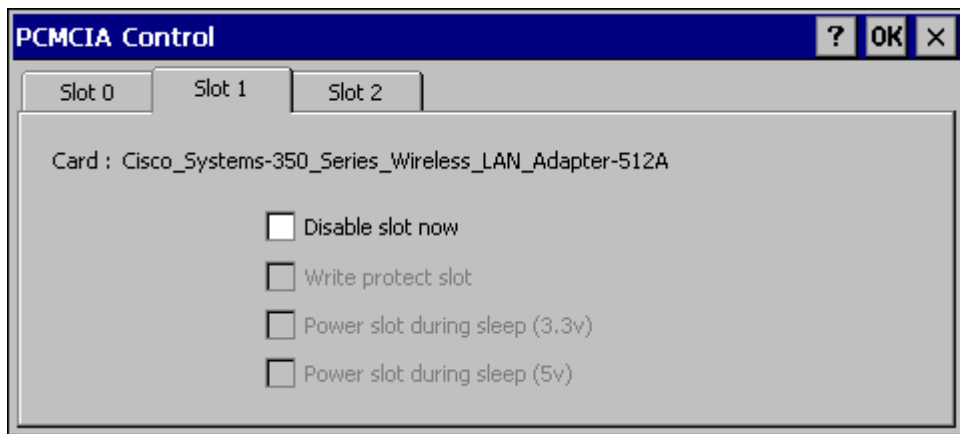 PCMCIA Control ? OK ×
Slot 0 Slot 1 Slot 2
Card : Cisco_Systems-350_Series_Wireless_LAN_Adapter-512A
Disable slot now
Write protect slot
Power slot during sleep (3.3v)
Power slot during sleep (5v)